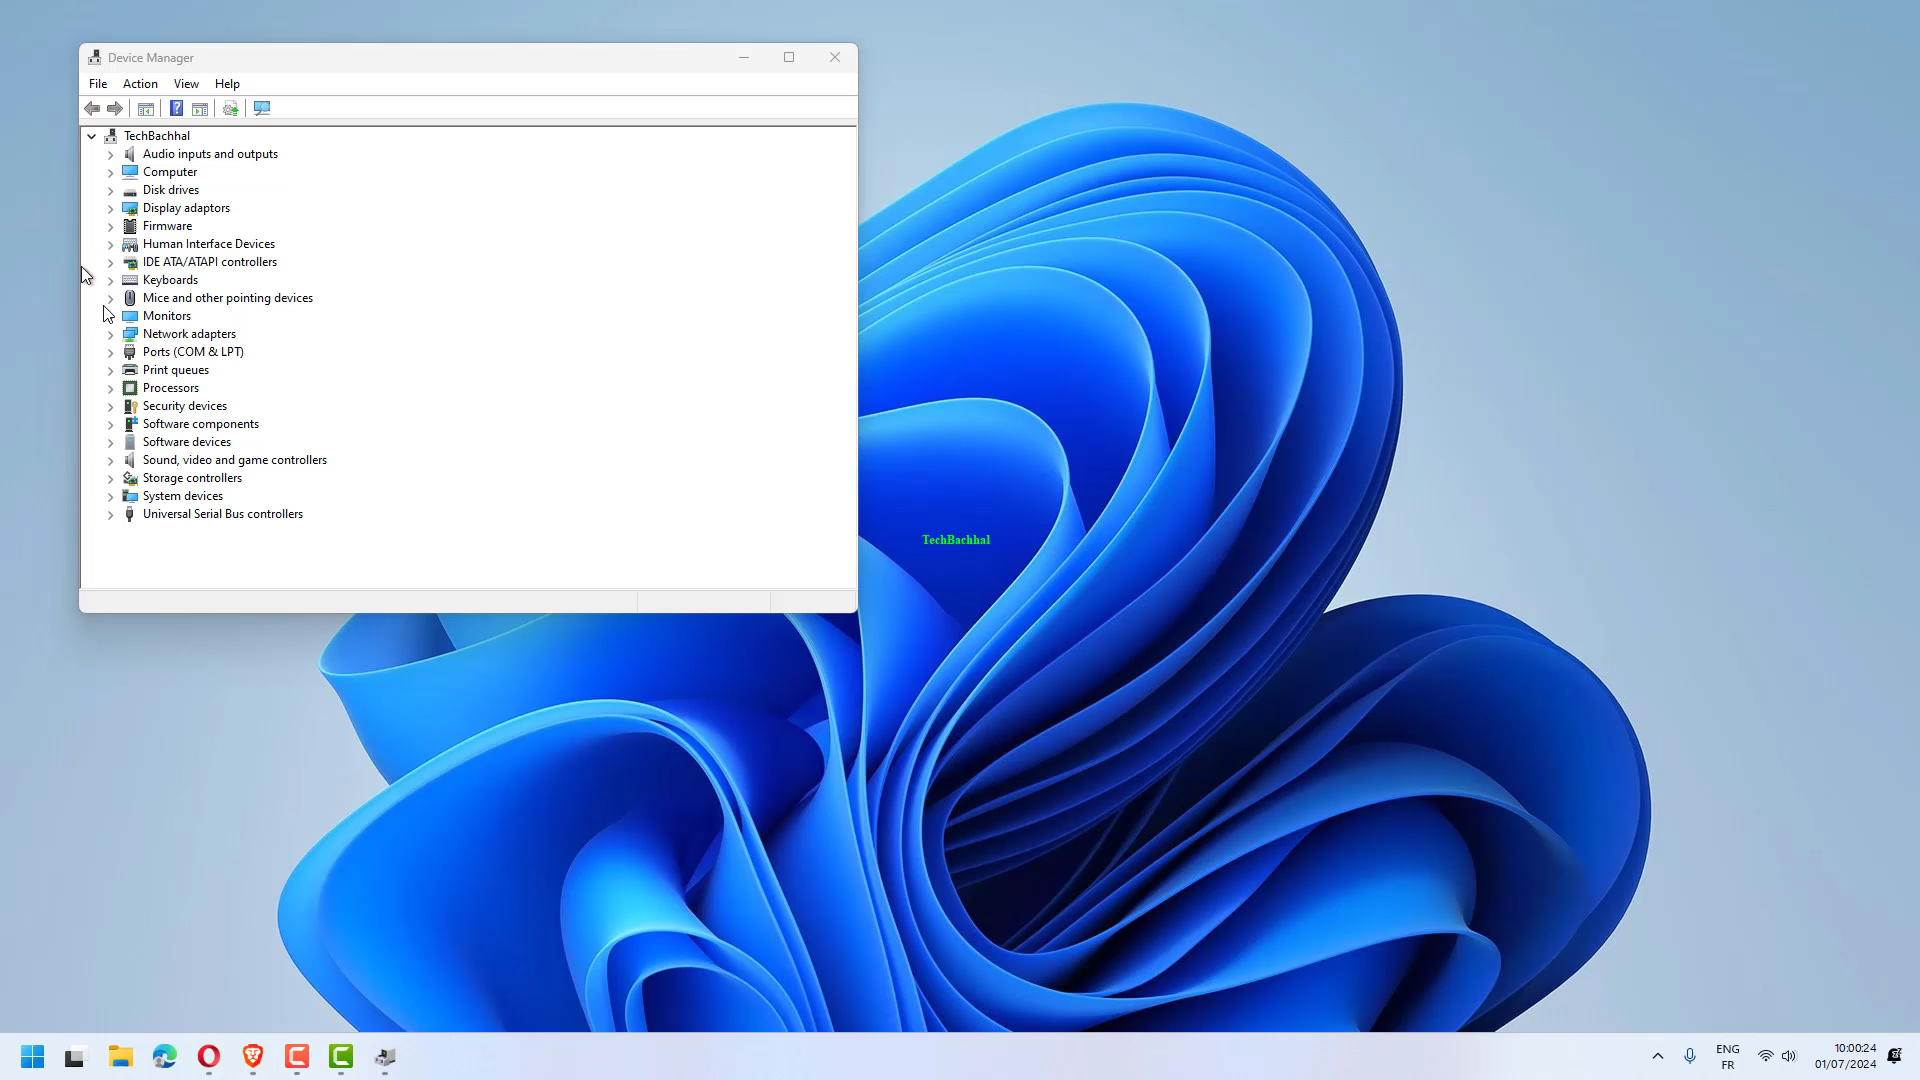 Device Manager
File Action View Help
TechBachhal
Audio inputs and outputs
Computer
Disk drives
Display adaptors
Firmware
Human Interface Devices
IDE ATA/ATAPI controllers
Keyboards
Mice and other pointing devices
Monitors
Network adapters
Ports (COM & LPT)
Print queues
Processors
Security devices
Software components
Software devices
Sound, video and game controllers
Storage controllers
System devices
Universal Serial Bus controllers
TechBachhal
ENG
FR
10:00:24
01/07/2024